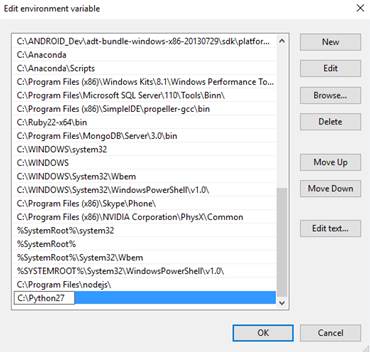 Edit environment variable
C:\ANDROID_Dev\adt-bundle-windows-x86-20130729\sdk\platfor...
C:\Anaconda
C:\Anaconda\Scripts
C:\Program Files (x86)\Windows Kits\8.1\Windows Performance To...
C:\Program Files\Microsoft SQL Server\110\Tools\Binn\
C:\Program Files (x86)\SimpleIDE\propeller-gcc\bin
C:\Ruby22-x64\bin
C:\Program Files\MongoDB\Server\3.0\bin
C:\WINDOWS\system32
C:\WINDOWS
C:\WINDOWS\System32\Wbem
C:\WINDOWS\System32\WindowsPowerShell\v1.0\
C:\Program Files (x86)\Skype\Phone\
C:\Program Files (x86)\NVIDIA Corporation\PhysX\Common
%SystemRoot%\system32
%SystemRoot%
%SystemRoot%\System32\Wbem
%SYSTEMROOT%\System32\WindowsPowerShell\v1.0\
C:\Program Files\nodejs\
C:\Python27
New
Edit
Browse...
Delete
Move Up
Move Down
Edit text...
OK
Cancel